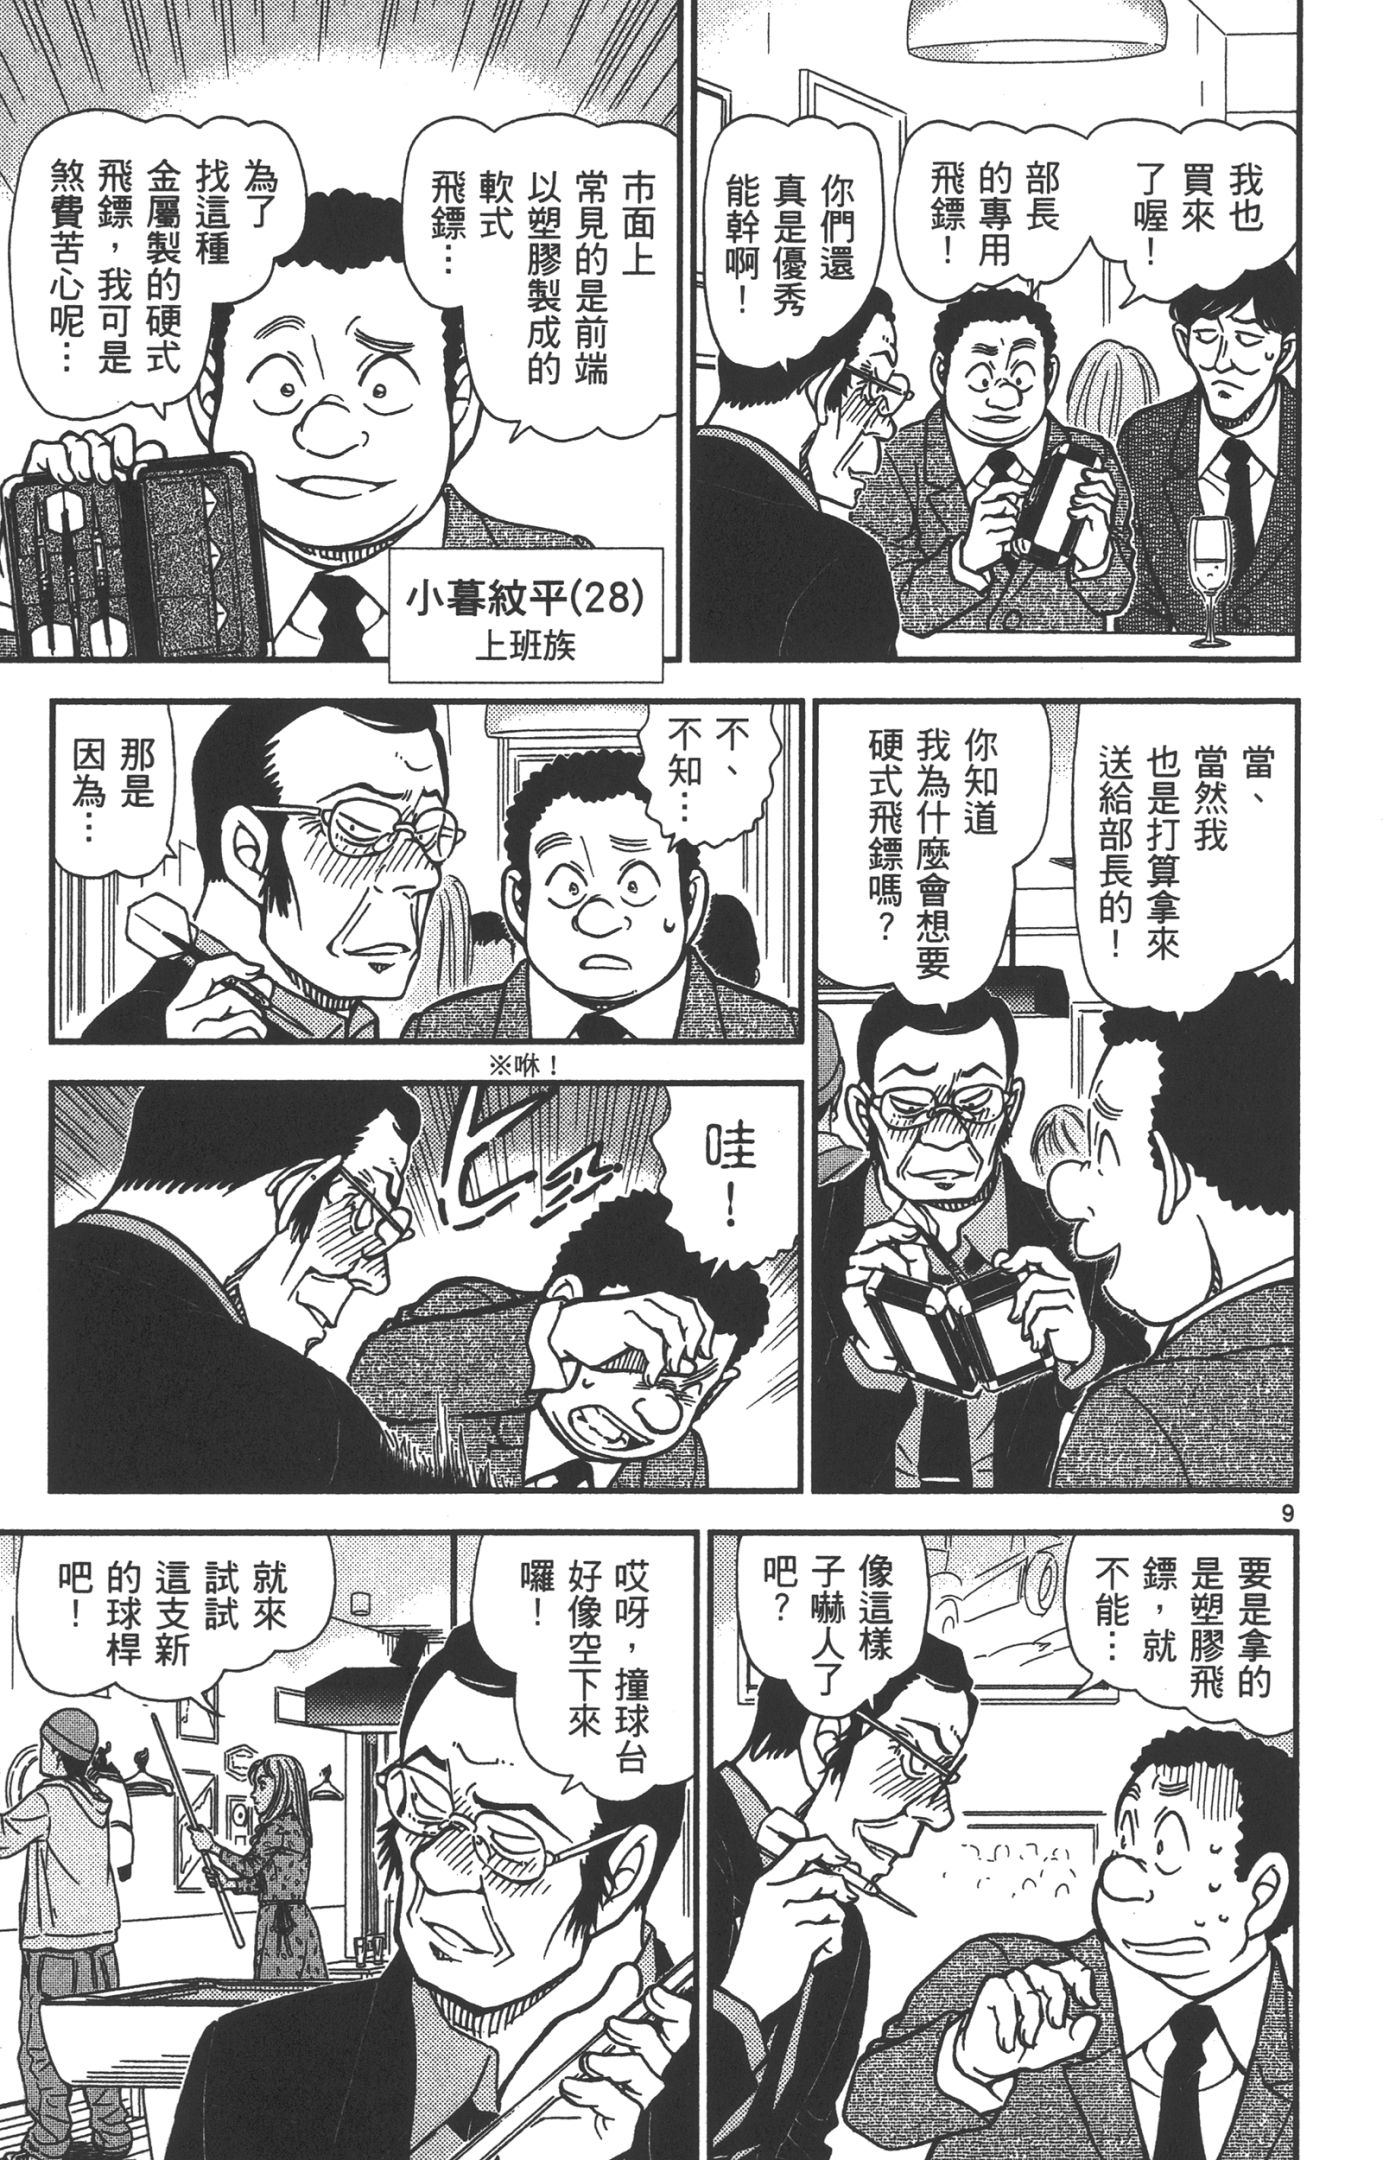 我也
買來
了喔！
部長
的專用
飛鏢！
你們還
真是優秀
能幹啊！
市面上
常見的是前端
以塑膠製成的
軟式
飛鏢…
為了
找這種
金屬製的硬式
飛鏢，我可是
煞費苦心呢…
小暮紋平(28)
上班族
當、
當然我
也是打算拿來
送給部長的！
你知道
我為什麼會想要
硬式飛鏢嗎？
不、
不知…
那是
因為…
※咻！
哇！
ビュッ
9
要是拿的
是塑膠飛
鏢，就
不能…
像這樣
子嚇人了
吧？
哎呀，撞球台
好像空下來
囉！
就來
試試
這支新
的球桿
吧！